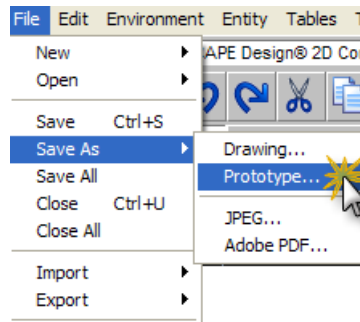 File Edit Environment Entity Tables
New APE Design® 2D Co
Open
Save Ctrl+S
Save As Drawing...
Save All Prototype...
Close Ctrl+U JPEG...
Close All Adobe PDF...
Import
Export